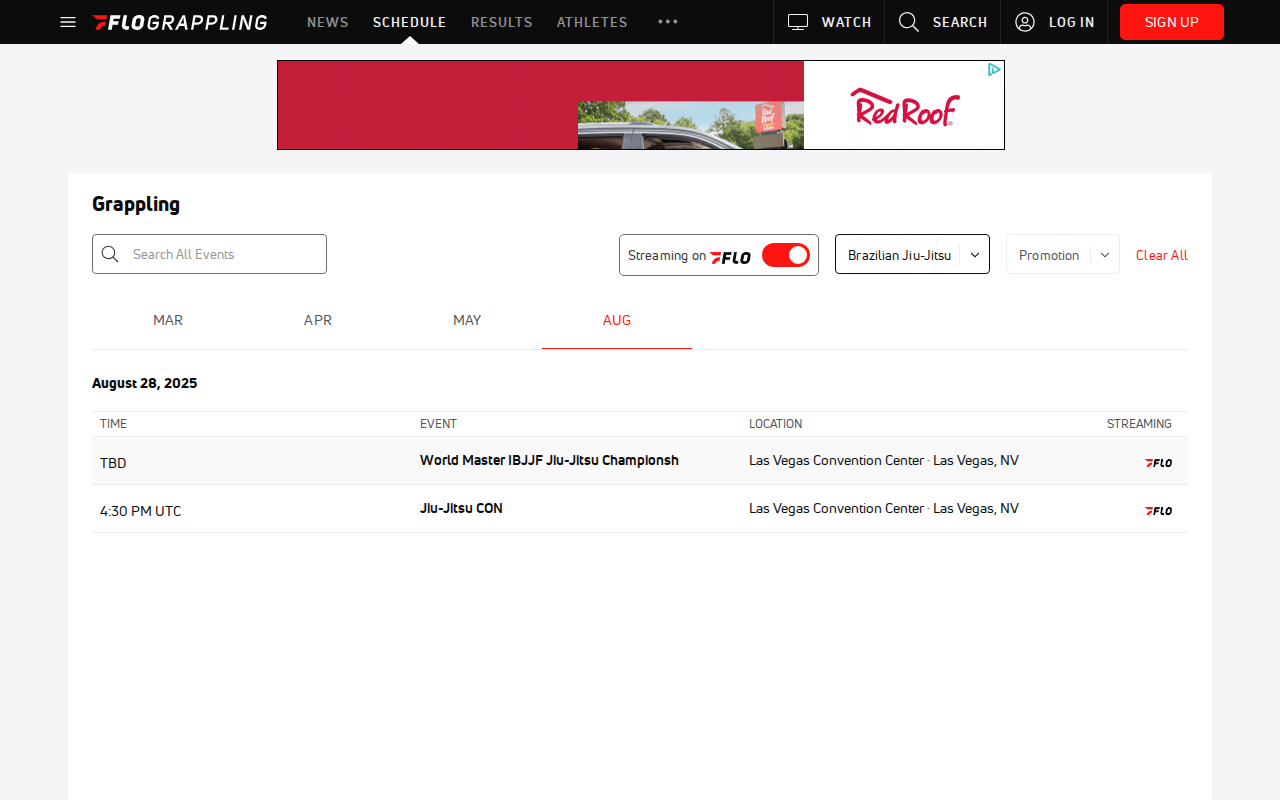 FLOGRAPPLING NEWS SCHEDULE RESULTS ATHLETES WATCH SEARCH LOG IN SIGN UP
Red Roof
Grappling
Search All Events Streaming on FLO Brazilian Jiu-Jitsu Promotion Clear All
MAR APR MAY AUG
August 28, 2025
TIME EVENT LOCATION STREAMING
TBD World Master IBJJF Jiu-Jitsu Championsh Las Vegas Convention Center · Las Vegas, NV FLO
4:30 PM UTC Jiu-Jitsu CON Las Vegas Convention Center · Las Vegas, NV FLO